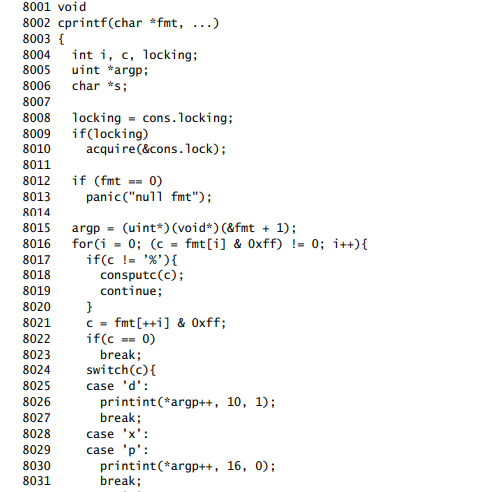 8001 void
8002 cprintf(char *fmt, ...)
8003 {
8004   int i, c, locking;
8005   uint *argp;
8006   char *s;
8007
8008   locking = cons.locking;
8009   if(locking)
8010     acquire(&cons.lock);
8011
8012   if (fmt == 0)
8013     panic("null fmt");
8014
8015   argp = (uint*)(void*)(&fmt + 1);
8016   for(i = 0; (c = fmt[i] & 0xff) != 0; i++){
8017     if(c != '%'){
8018       consputc(c);
8019       continue;
8020     }
8021     c = fmt[++i] & 0xff;
8022     if(c == 0)
8023       break;
8024     switch(c){
8025     case 'd':
8026       printint(*argp++, 10, 1);
8027       break;
8028     case 'x':
8029     case 'p':
8030       printint(*argp++, 16, 0);
8031       break;